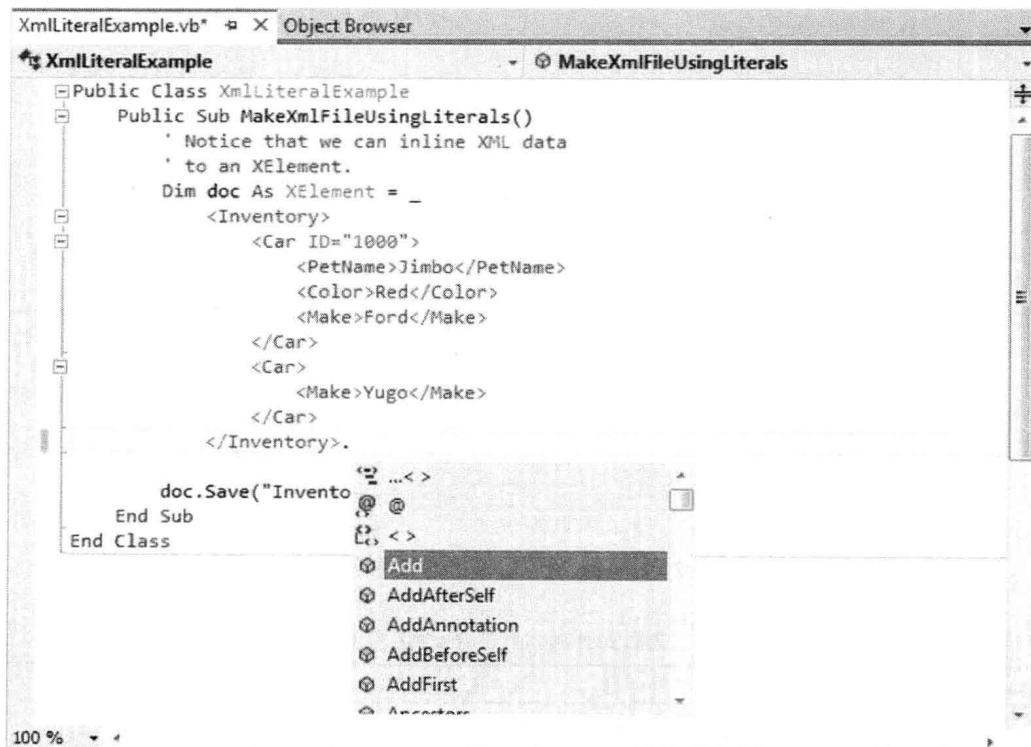 XmlLiteralExample.vb* Object Browser
XmlLiteralExample MakeXmlFileUsingLiterals
Public Class XmlLiteralExample
Public Sub MakeXmlFileUsingLiterals()
' Notice that we can inline XML data
' to an XElement.
Dim doc As XElement = _
<Inventory>
<Car ID="1000">
<PetName>Jimbo</PetName>
<Color>Red</Color>
<Make>Ford</Make>
</Car>
<Car>
<Make>Yugo</Make>
</Car>
</Inventory>.
...< >
doc.Save("Invento
@
End Sub
< >
End Class
Add
AddAfterSelf
AddAnnotation
AddBeforeSelf
AddFirst
Ancestors
100 %